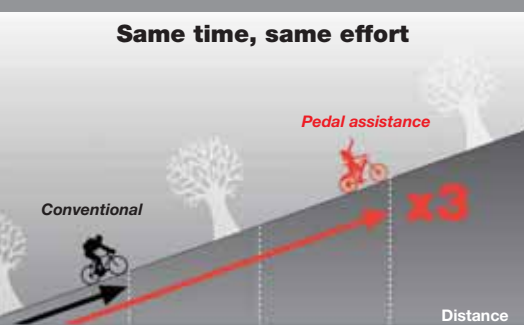 Same time, same effort
Pedal assistance
Conventional
x3
Distance